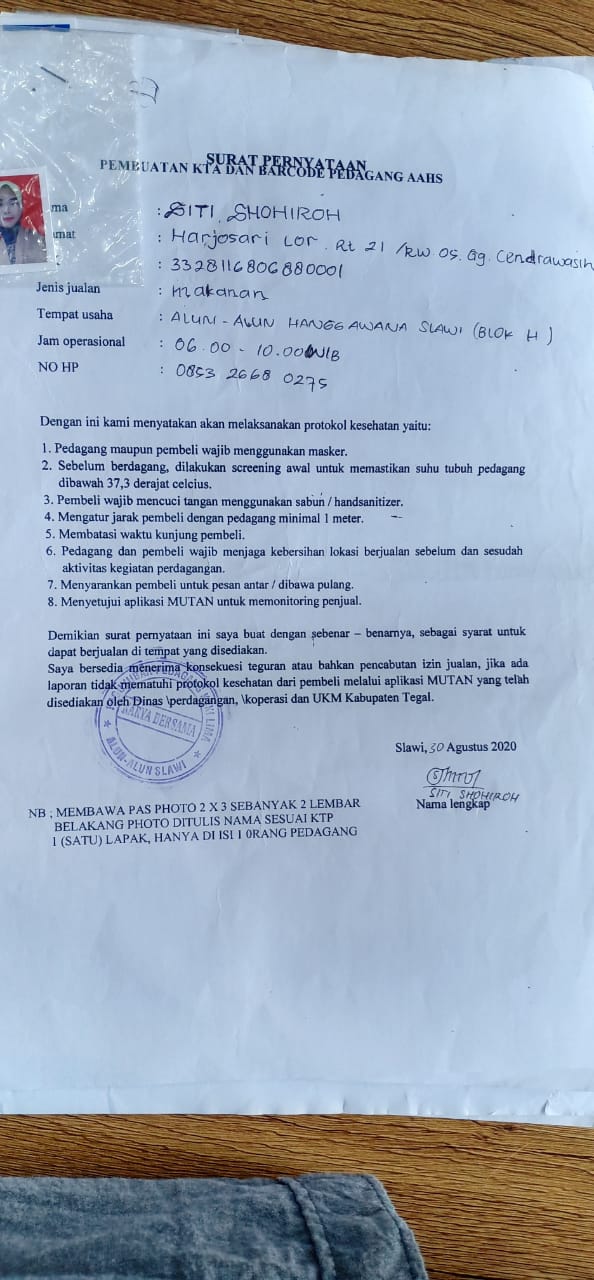 SURAT PERNYATAAN
PEMBUATAN KTA DAN BARCODE PEDAGANG AAHS
ma : SITI SHOHIROH
mat : Harjosari Lor. Rt 21 /RW 05. Gg. Cendrawasih
: 3328116806880001
Jenis jualan : makanan
Tempat usaha : ALUN-ALUN HANGGAWANA SLAWI (BLOK H)
Jam operasional : 06.00 - 10.00 WIB
NO HP : 0853 2668 0275
Dengan ini kami menyatakan akan melaksanakan protokol kesehatan yaitu:
1. Pedagang maupun pembeli wajib menggunakan masker.
2. Sebelum berdagang, dilakukan screening awal untuk memastikan suhu tubuh pedagang
dibawah 37,3 derajat celcius.
3. Pembeli wajib mencuci tangan menggunakan sabun / handsanitizer.
4. Mengatur jarak pembeli dengan pedagang minimal 1 meter.
5. Membatasi waktu kunjung pembeli.
6. Pedagang dan pembeli wajib menjaga kebersihan lokasi berjualan sebelum dan sesudah
aktivitas kegiatan perdagangan.
7. Menyarankan pembeli untuk pesan antar / dibawa pulang.
8. Menyetujui aplikasi MUTAN untuk memonitoring penjual.
Demikian surat pernyataan ini saya buat dengan sebenar – benarnya, sebagai syarat untuk
dapat berjualan di tempat yang disediakan.
Saya bersedia menerima konsekuesi teguran atau bahkan pencabutan izin jualan, jika ada
laporan tidak mematuhi protokol kesehatan dari pembeli melalui aplikasi MUTAN yang telah
disediakan oleh Dinas \perdagangan, \koperasi dan UKM Kabupaten Tegal.
KARYA BERSAMA
ALUN-ALUN SLAWI
Slawi, 30 Agustus 2020
SITI SHOHIROH
Nama lengkap
NB ; MEMBAWA PAS PHOTO 2 X 3 SEBANYAK 2 LEMBAR
BELAKANG PHOTO DITULIS NAMA SESUAI KTP
1 (SATU) LAPAK, HANYA DI ISI 1 0RANG PEDAGANG